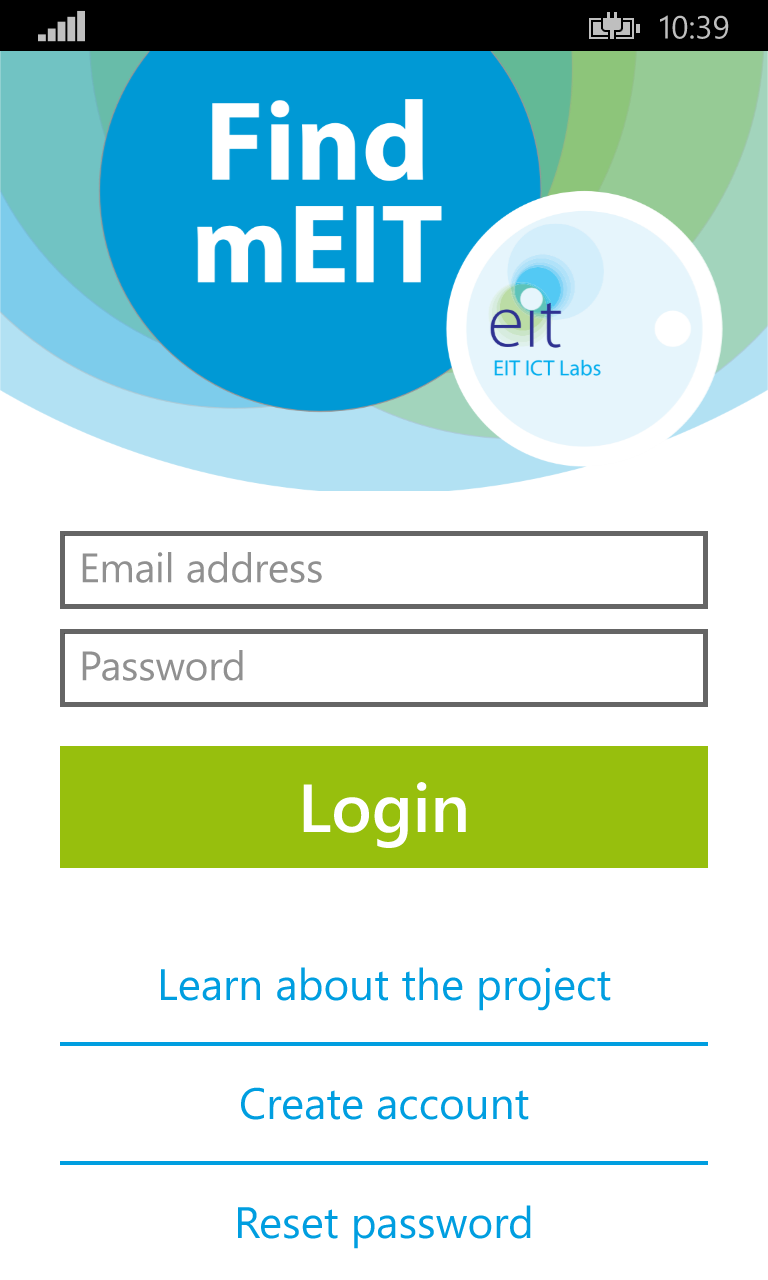 10:39
Find
mEIT
eit
EIT ICT Labs
Email address
Password
Login
Learn about the project
Create account
Reset password